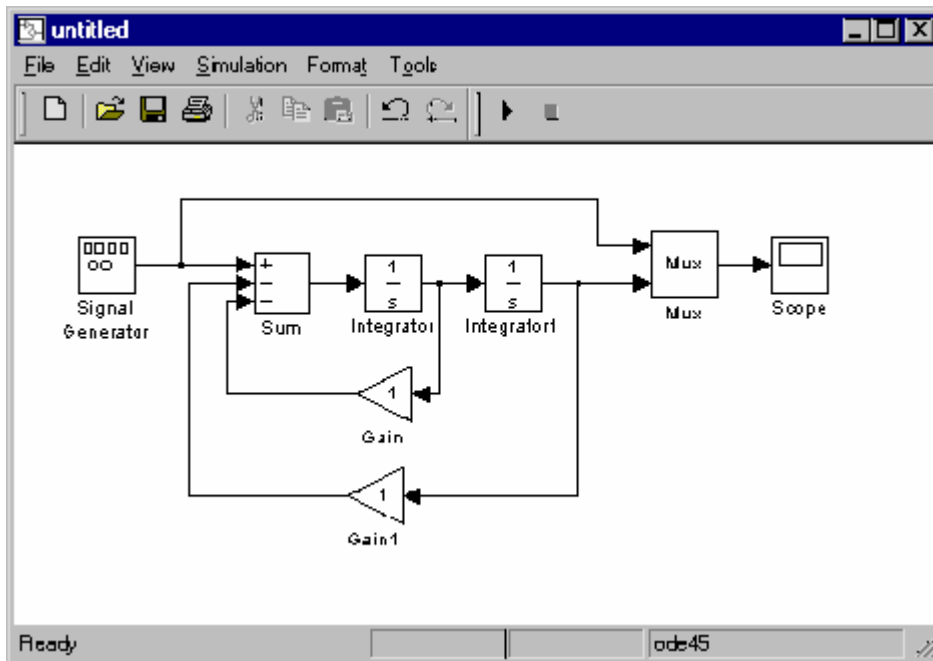 untitled
File Edit View Simulation Format Tools
Signal
Generator
+
−
−
Sum
1
s
Integrator
1
s
Integrator1
Mux
Mux
Scope
1
Gain
1
Gain1
Ready ode45